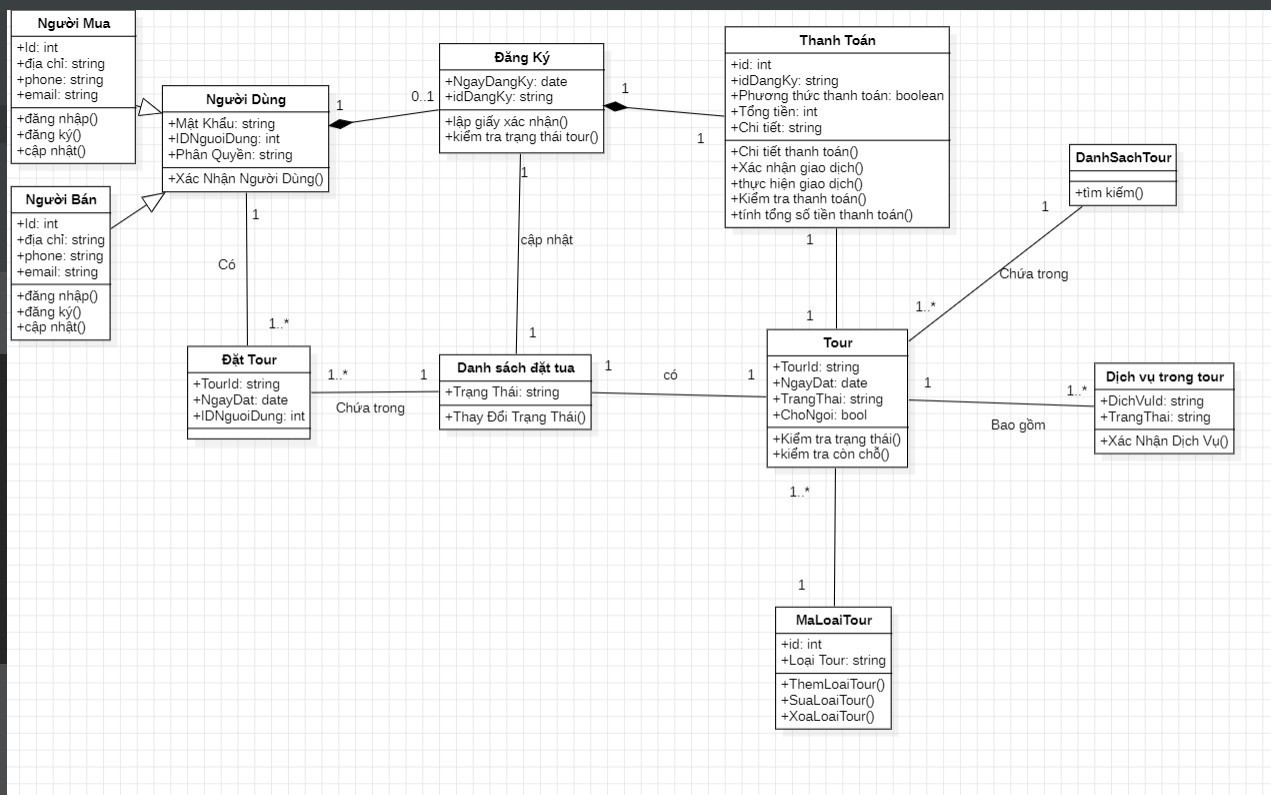 Người Mua
+Id: int
+địa chỉ: string
+phone: string
+email: string
+đăng nhập()
+đăng ký()
+cập nhật()
Người Bán
+Id: int
+địa chỉ: string
+phone: string
+email: string
+đăng nhập()
+đăng ký()
+cập nhật()
Người Dùng
+Mật Khẩu: string
+IDNguoiDung: int
+Phân Quyền: string
+Xác Nhận Người Dùng()
1
0..1
Đăng Ký
+NgayDangKy: date
+idDangKy: string
+lập giấy xác nhận()
+kiểm tra trạng thái tour()
1
1
Thanh Toán
+id: int
+idDangKy: string
+Phương thức thanh toán: boolean
+Tổng tiền: int
+Chi tiết: string
+Chi tiết thanh toán()
+Xác nhận giao dịch()
+thực hiện giao dịch()
+Kiểm tra thanh toán()
+tính tổng số tiền thanh toán()
DanhSachTour
+tìm kiếm()
1
Chứa trong
1..*
1
Có
1..*
1
cập nhật
1
1
1
Đặt Tour
+TourId: string
+NgayDat: date
+IDNguoiDung: int
1..*
1
Chứa trong
Danh sách đặt tua
+Trạng Thái: string
+Thay Đổi Trạng Thái()
1
có
1
Tour
+TourId: string
+NgayDat: date
+TrangThai: string
+ChoNgoi: bool
+Kiểm tra trạng thái()
+kiểm tra còn chỗ()
1
1..*
Bao gồm
Dịch vụ trong tour
+DichVuId: string
+TrangThai: string
+Xác Nhận Dịch Vụ()
1..*
1
MaLoaiTour
+id: int
+Loại Tour: string
+ThemLoaiTour()
+SuaLoaiTour()
+XoaLoaiTour()